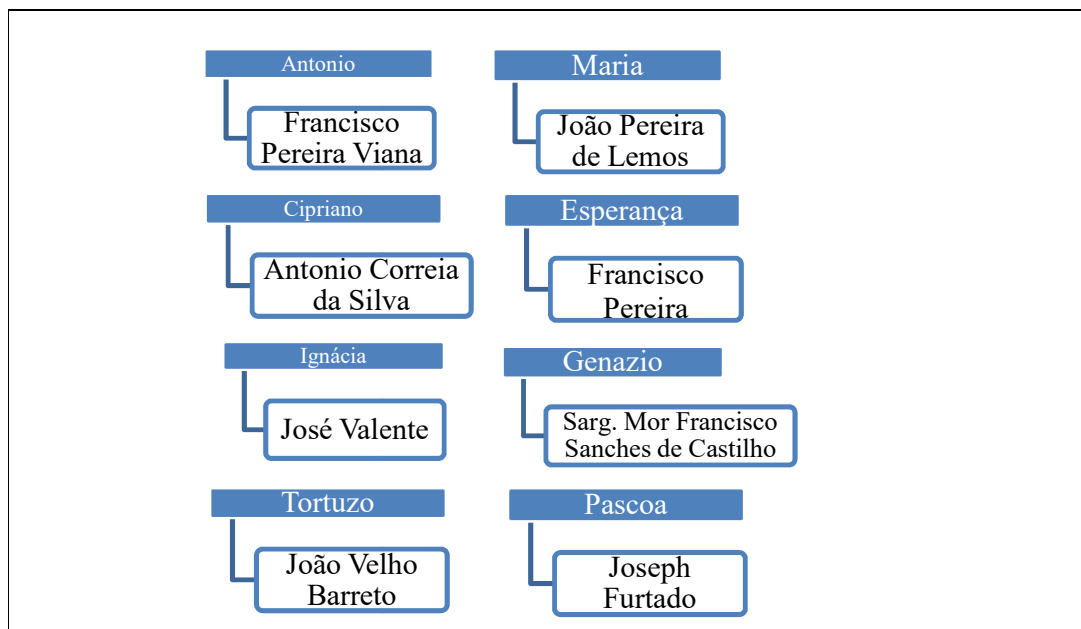 Antonio
Francisco
Pereira Viana
Maria
João Pereira
de Lemos
Cipriano
Antonio Correia
da Silva
Esperança
Francisco
Pereira
Ignácia
José Valente
Genazio
Sarg. Mor Francisco
Sanches de Castilho
Tortuzo
João Velho
Barreto
Pascoa
Joseph
Furtado